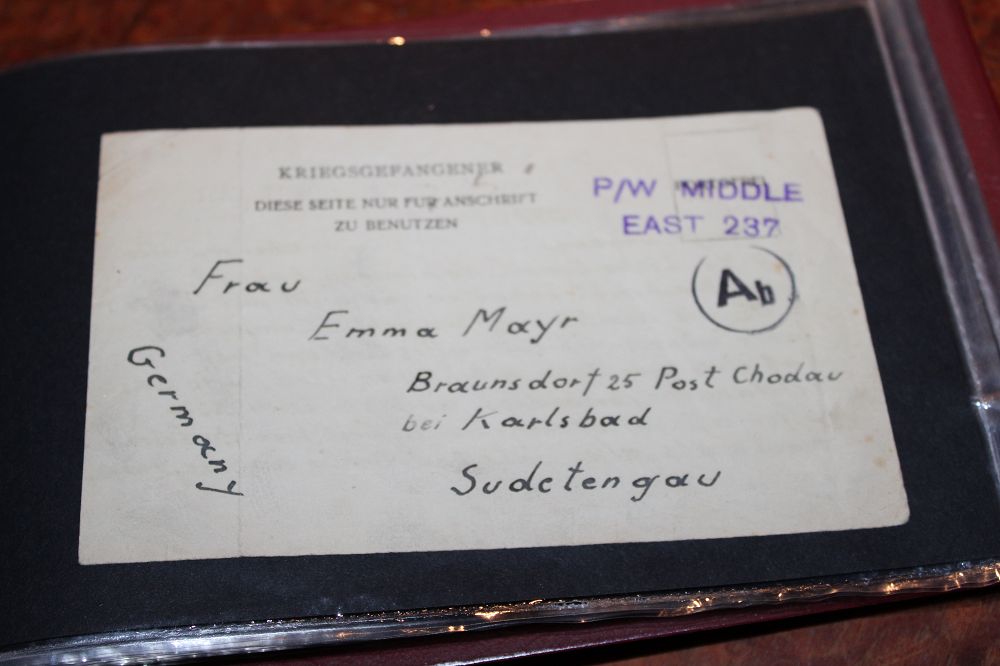 KRIEGSGEFANGENER
DIESE SEITE NUR FUR ANSCHRIFT
ZU BENUTZEN
P/W MIDDLE
EAST 237
Ab
Frau
Emma Mayr
Braunsdorf 25 Post Chodau
bei Karlsbad
Sudetengau
Germany